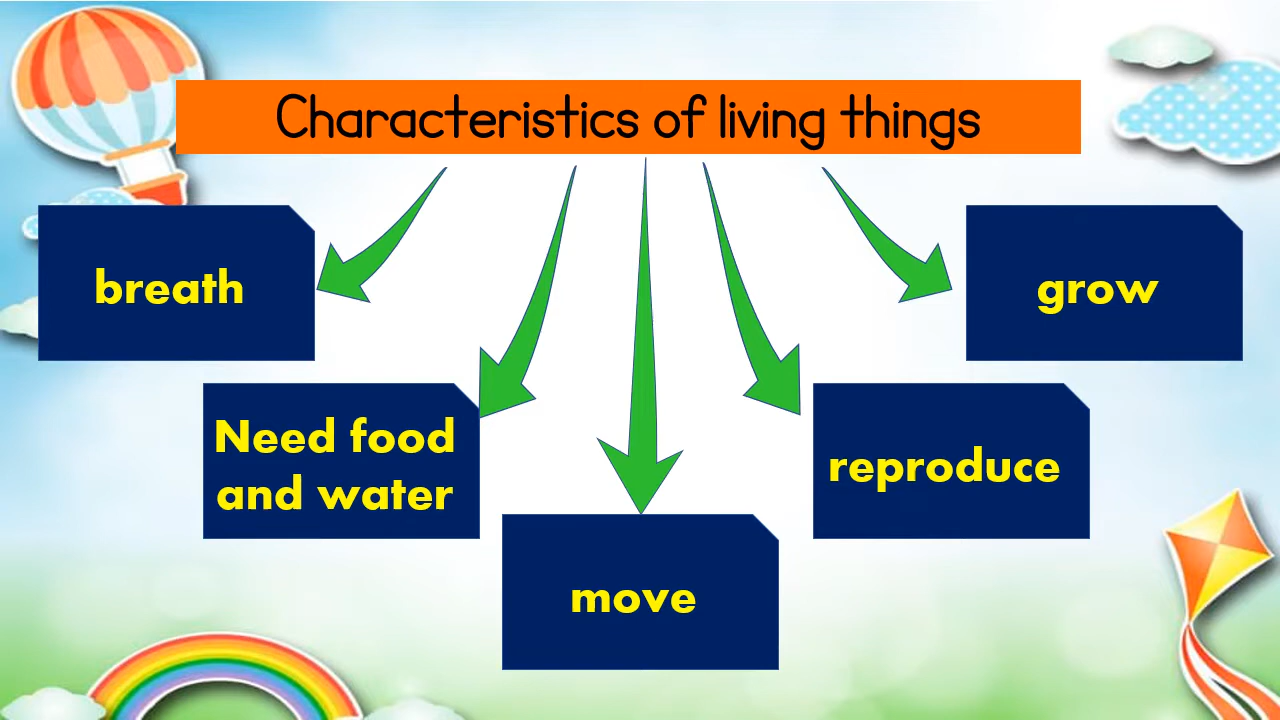 Characteristics of living things
breath
grow
Need food
and water
reproduce
move